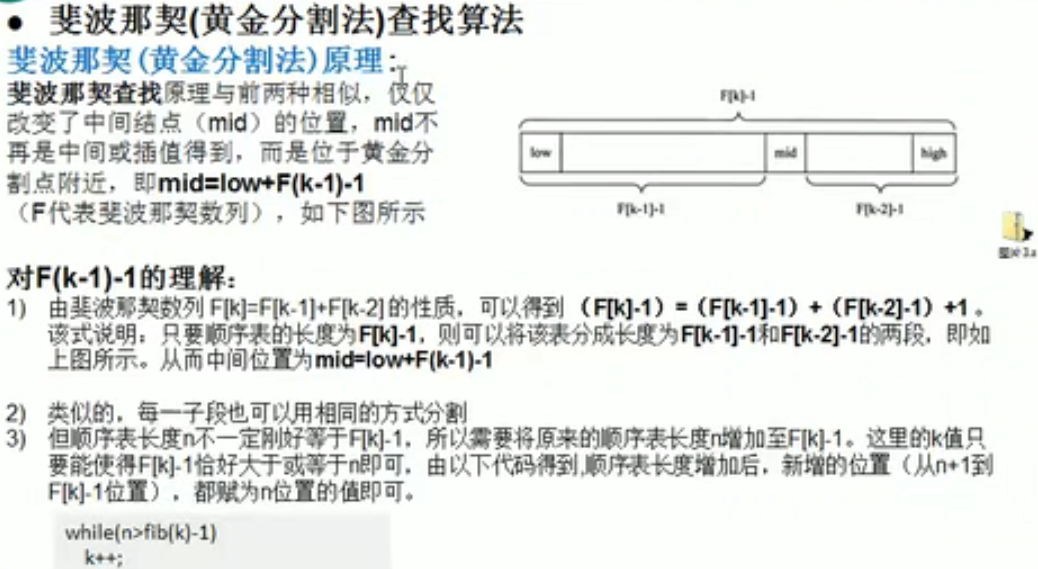 • 斐波那契(黄金分割法)查找算法
斐波那契(黄金分割法)原理:
斐波那契查找原理与前两种相似，仅仅
改变了中间结点（mid）的位置，mid不
再是中间或插值得到，而是位于黄金分
割点附近，即mid=low+F(k-1)-1
（F代表斐波那契数列），如下图所示
F[k]-1
low mid high
F[k-1]-1 F[k-2]-1
对F(k-1)-1的理解：
1) 由斐波那契数列 F[k]=F[k-1]+F[k-2] 的性质，可以得到 （F[k]-1）=（F[k-1]-1）+（F[k-2]-1）+1 。
该式说明：只要顺序表的长度为F[k]-1，则可以将该表分成长度为F[k-1]-1和F[k-2]-1的两段，即如
上图所示。从而中间位置为mid=low+F(k-1)-1
2) 类似的，每一子段也可以用相同的方式分割
3) 但顺序表长度n不一定刚好等于F[k]-1，所以需要将原来的顺序表长度n增加至F[k]-1。这里的k值只
要能使得F[k]-1恰好大于或等于n即可，由以下代码得到,顺序表长度增加后，新增的位置（从n+1到
F[k]-1位置），都赋为n位置的值即可。
while(n>fib(k)-1)
k++;